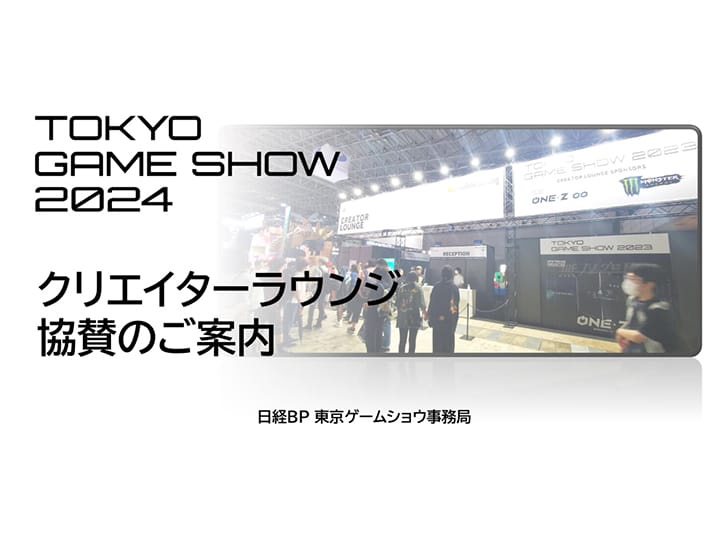 TOKYO
GAME SHOW
2024
クリエイターラウンジ
協賛のご案内
日経BP 東京ゲームショウ事務局
TOKYO
GAME SHOW 2023
CREATOR LOUNGE SPONSORS
ONE-Z
MONSTER
CREATOR
LOUNGE
RECEPTION
TOKYO
GAME SHOW 2023
ONE-Z